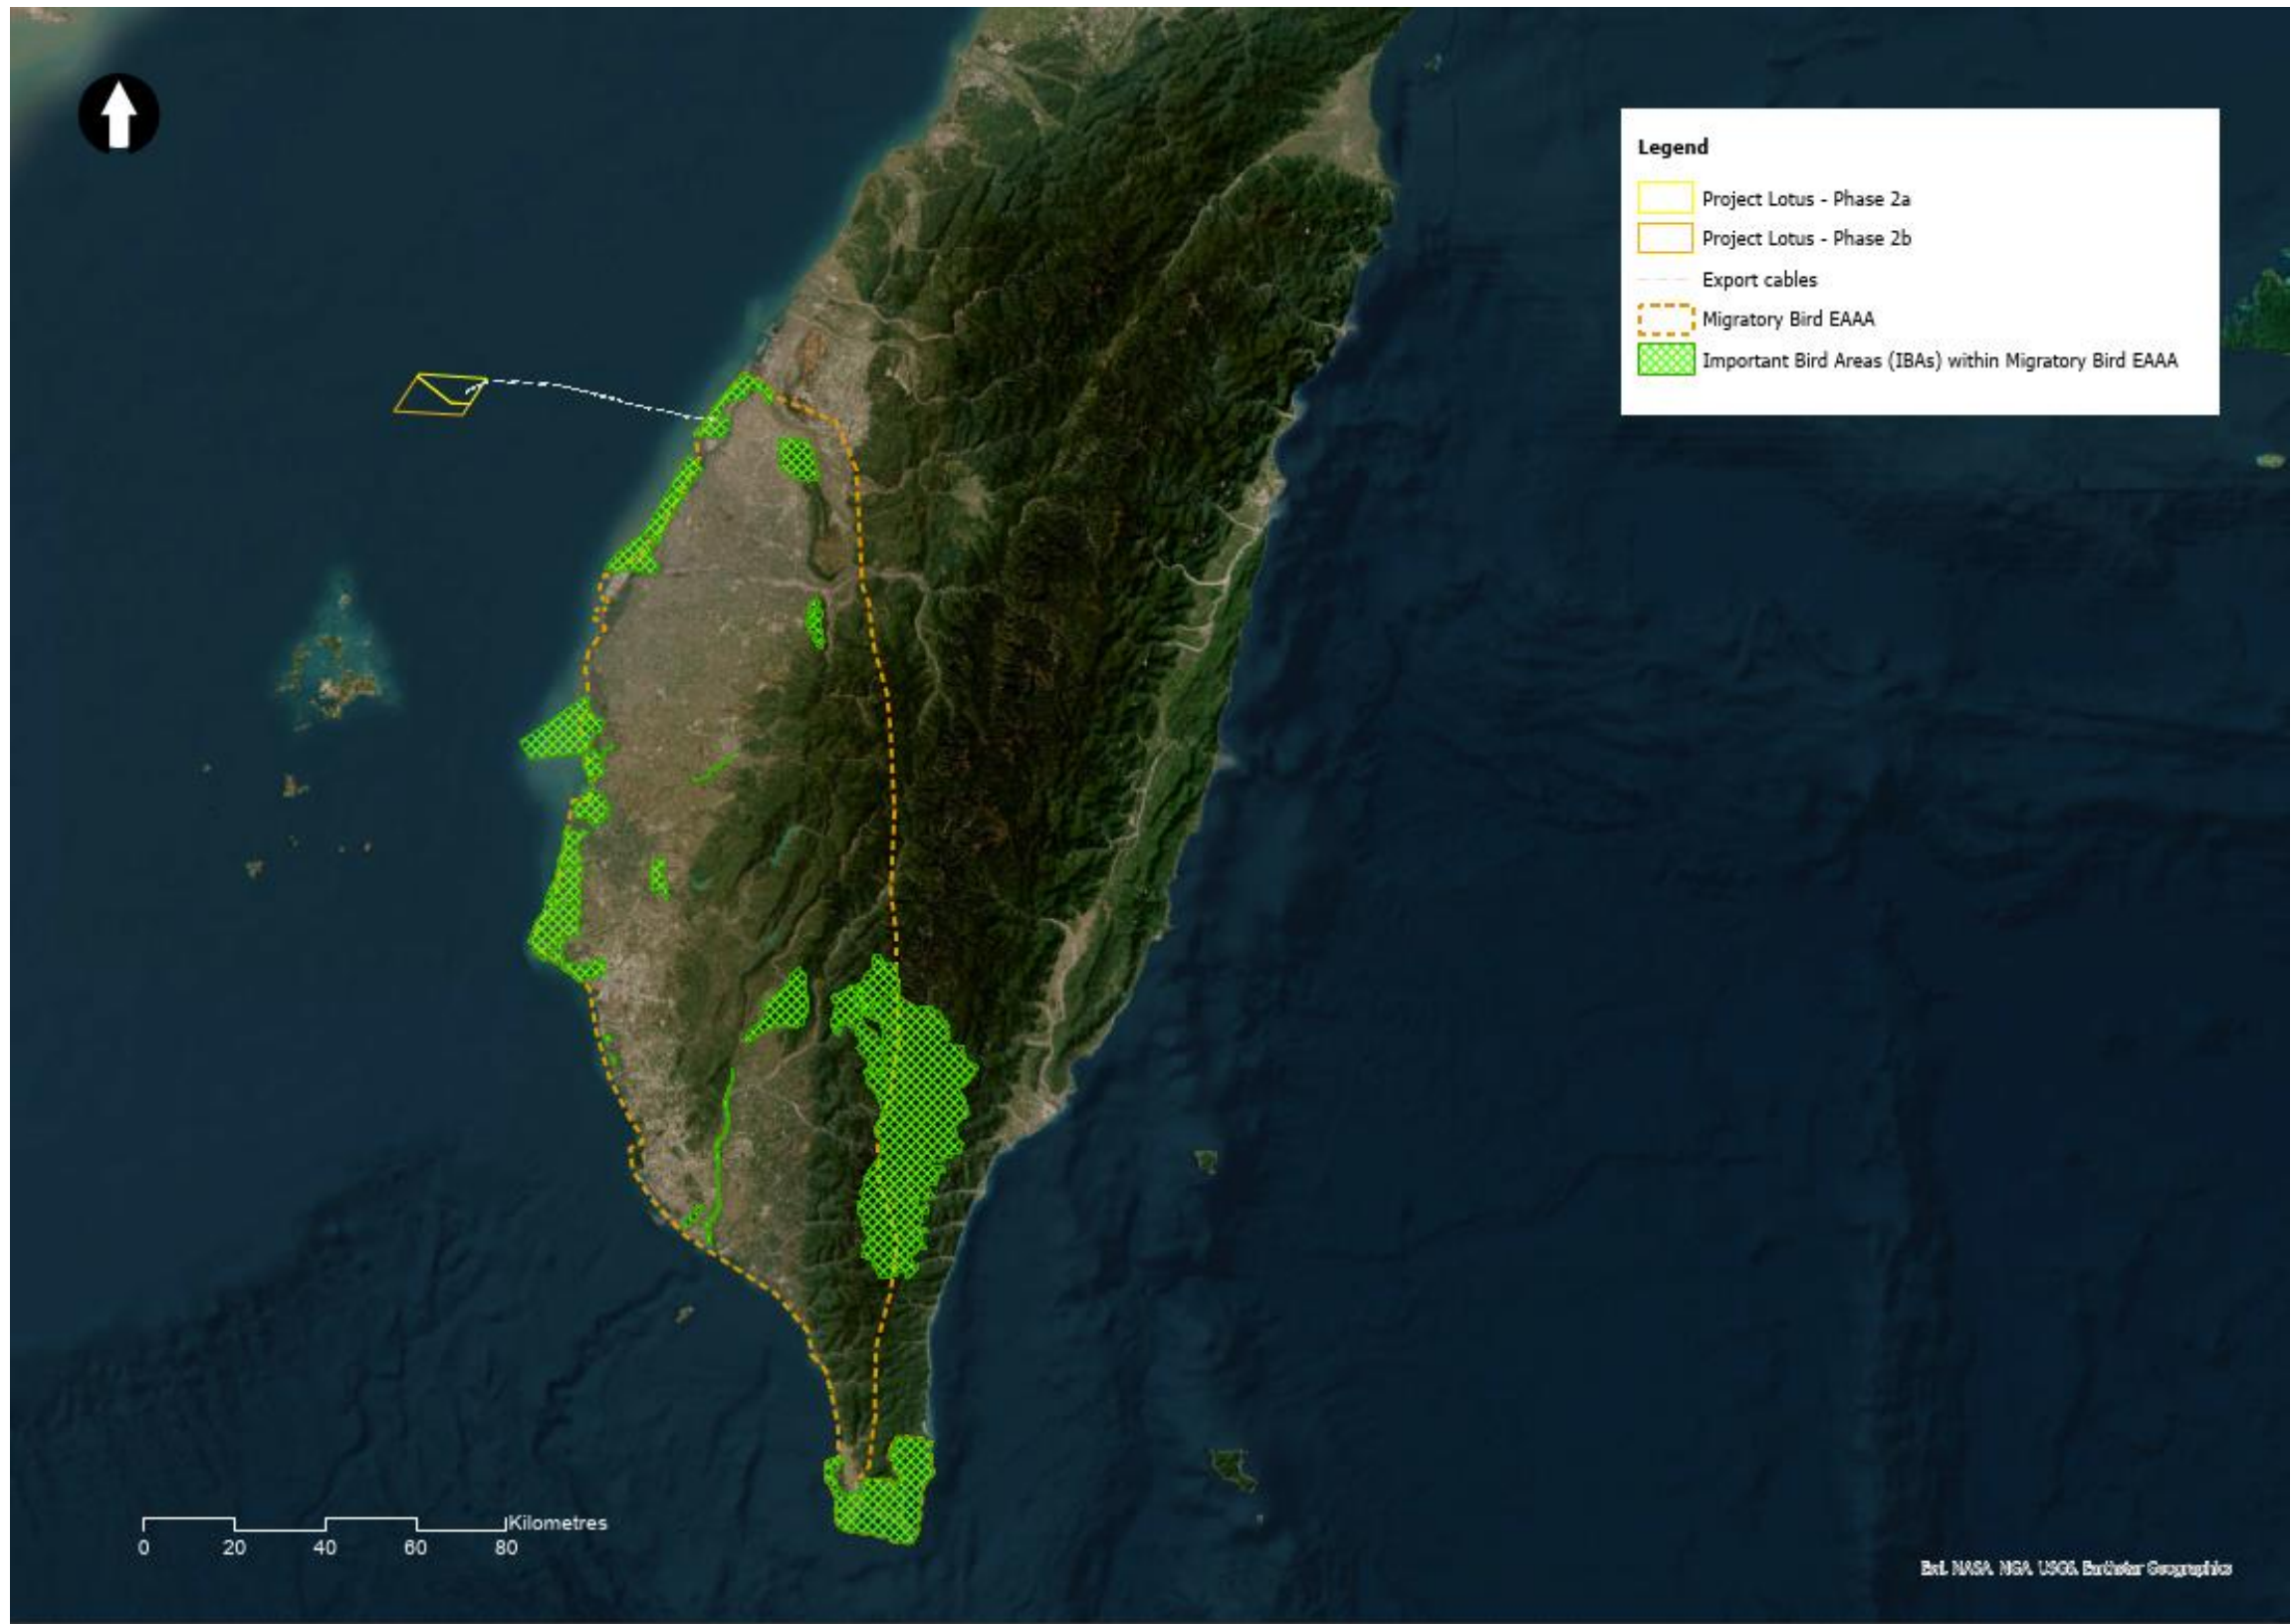 Legend
Project Lotus - Phase 2a
Project Lotus - Phase 2b
Export cables
Migratory Bird EAAA
Important Bird Areas (IBAs) within Migratory Bird EAAA
Kilometres
0 20 40 60 80
Esri, NASA, NGA, USGS, Earthstar Geographics